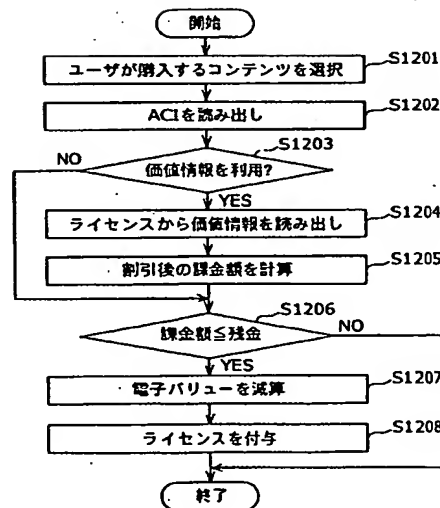 開始
S1201
ユーザが購入するコンテンツを選択
S1202
ACIを読み出し
S1203
NO
価値情報を利用?
YES
S1204
ライセンスから価値情報を読み出し
S1205
割引後の課金額を計算
S1206
課金額≦残金
NO
YES
S1207
電子バリューを減算
S1208
ライセンスを付与
終了